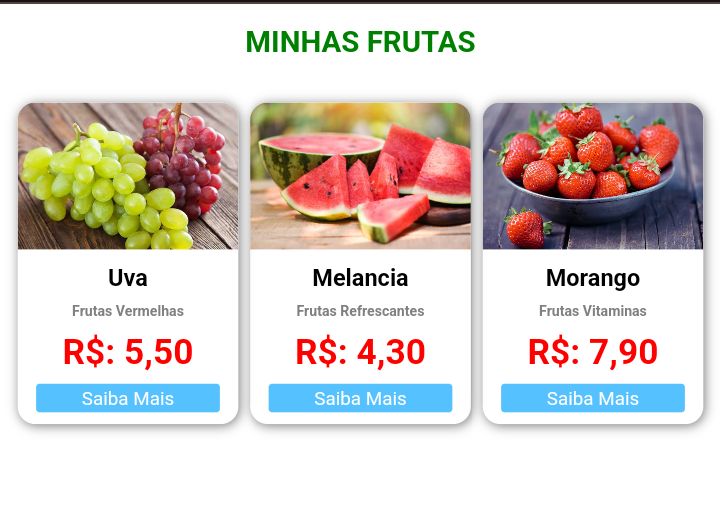 MINHAS FRUTAS
Uva
Frutas Vermelhas
R$: 5,50
Saiba Mais
Melancia
Frutas Refrescantes
R$: 4,30
Saiba Mais
Morango
Frutas Vitaminas
R$: 7,90
Saiba Mais